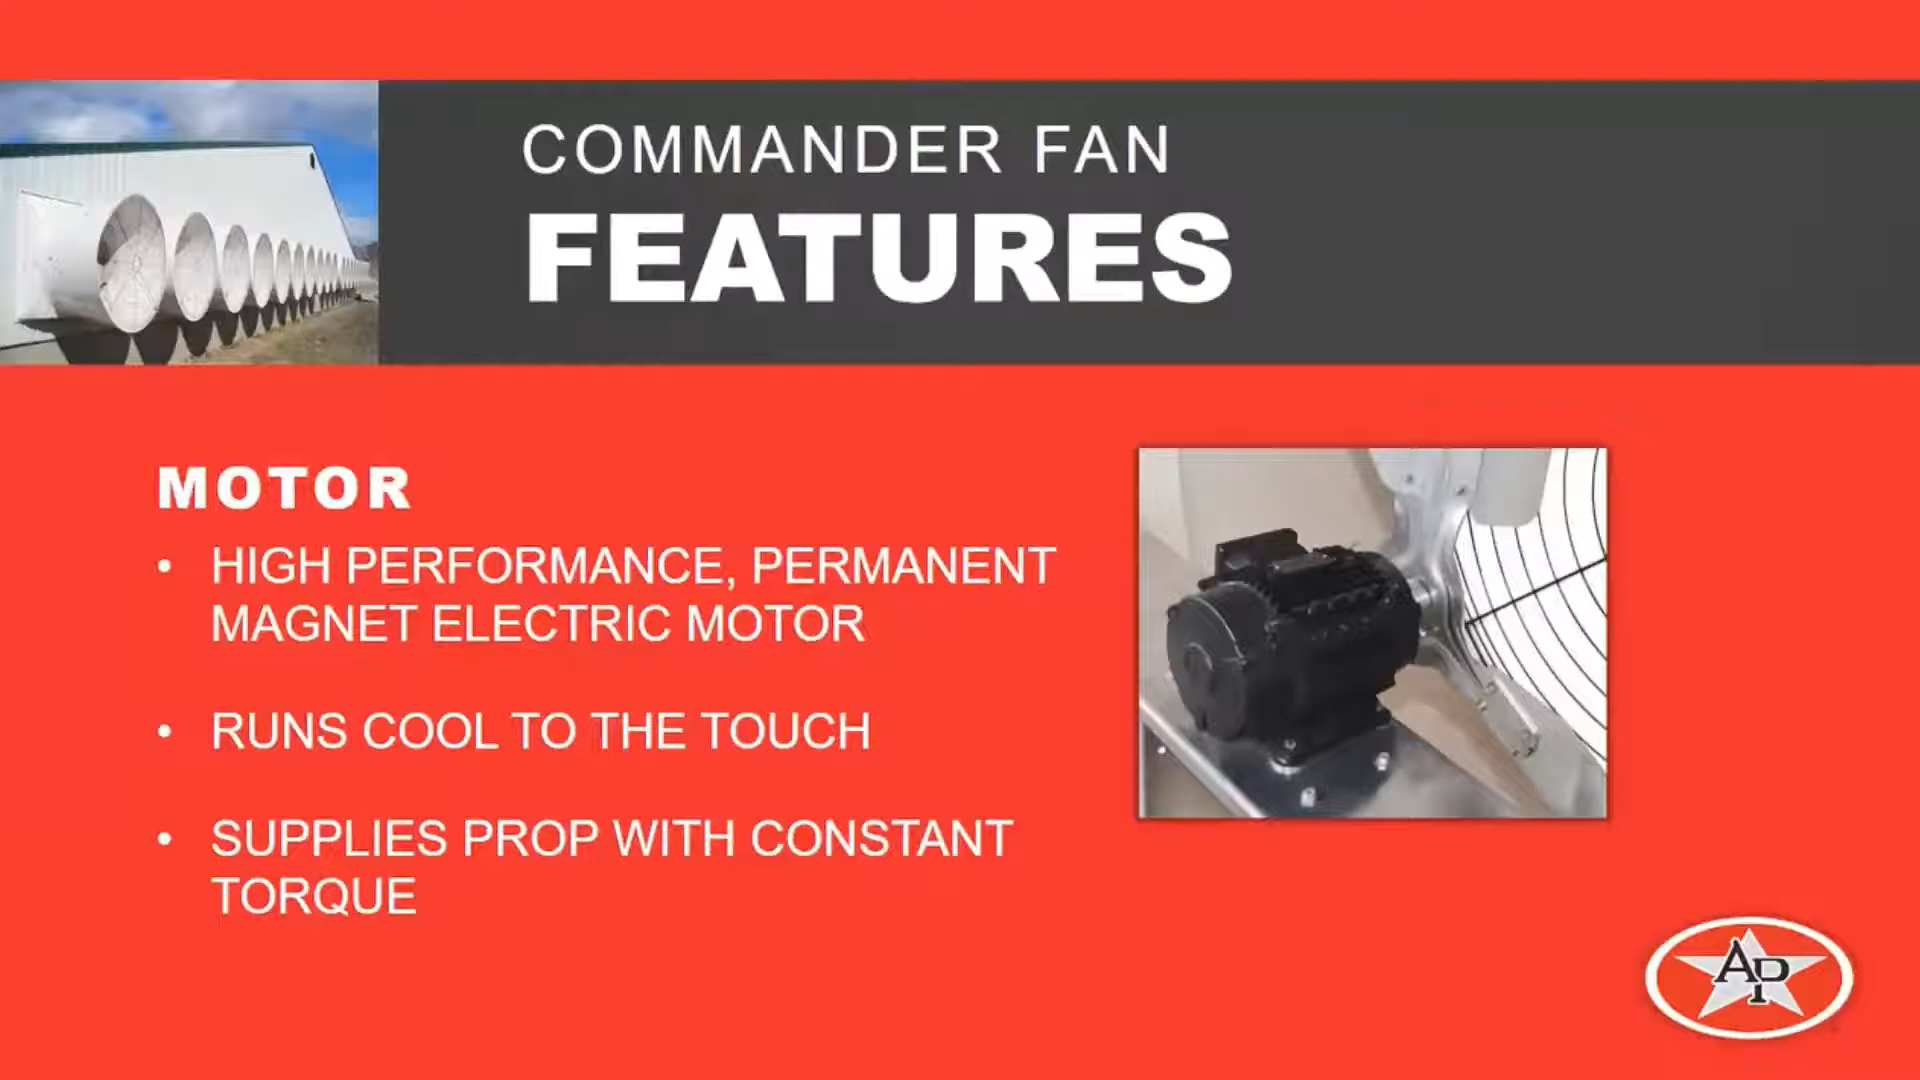 COMMANDER FAN
FEATURES
MOTOR
• HIGH PERFORMANCE, PERMANENT
MAGNET ELECTRIC MOTOR
• RUNS COOL TO THE TOUCH
• SUPPLIES PROP WITH CONSTANT
TORQUE
AP